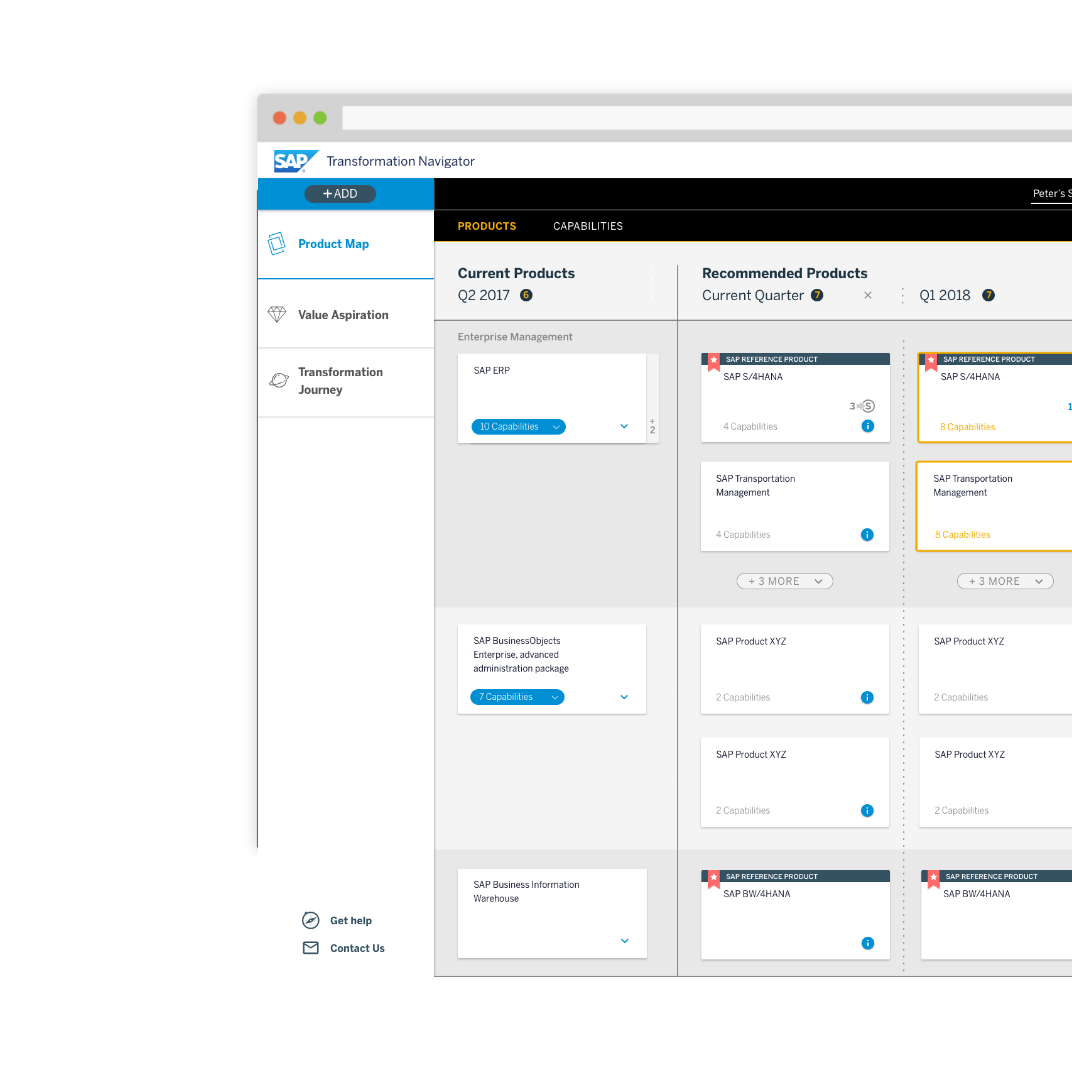 SAP
Transformation Navigator
+ ADD
Peter's S
Product Map
Value Aspiration
Transformation
Journey
Get help
Contact Us
PRODUCTS
CAPABILITIES
Current Products
Q2 2017 6
Recommended Products
Current Quarter 7 ×
Q1 2018 7
Enterprise Management
SAP ERP
10 Capabilities
+
2
SAP REFERENCE PRODUCT
SAP S/4HANA
3 S
4 Capabilities i
SAP REFERENCE PRODUCT
SAP S/4HANA
1
8 Capabilities
SAP Transportation
Management
4 Capabilities i
SAP Transportation
Management
8 Capabilities
+ 3 MORE
+ 3 MORE
SAP BusinessObjects
Enterprise, advanced
administration package
7 Capabilities
SAP Product XYZ
2 Capabilities i
SAP Product XYZ
2 Capabilities
SAP Product XYZ
2 Capabilities i
SAP Product XYZ
2 Capabilities
SAP Business Information
Warehouse
SAP REFERENCE PRODUCT
SAP BW/4HANA
i
SAP REFERENCE PRODUCT
SAP BW/4HANA